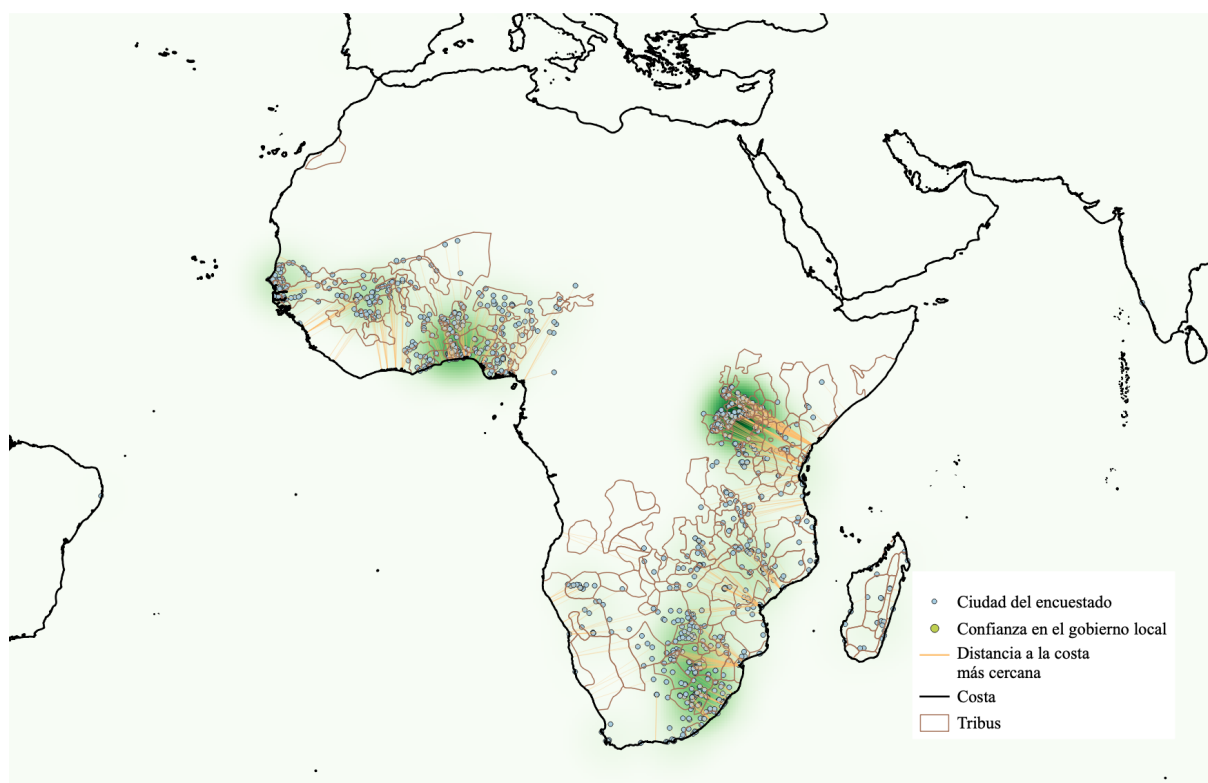 Ciudad del encuestado
Confianza en el gobierno local
Distancia a la costa
más cercana
Costa
Tribus